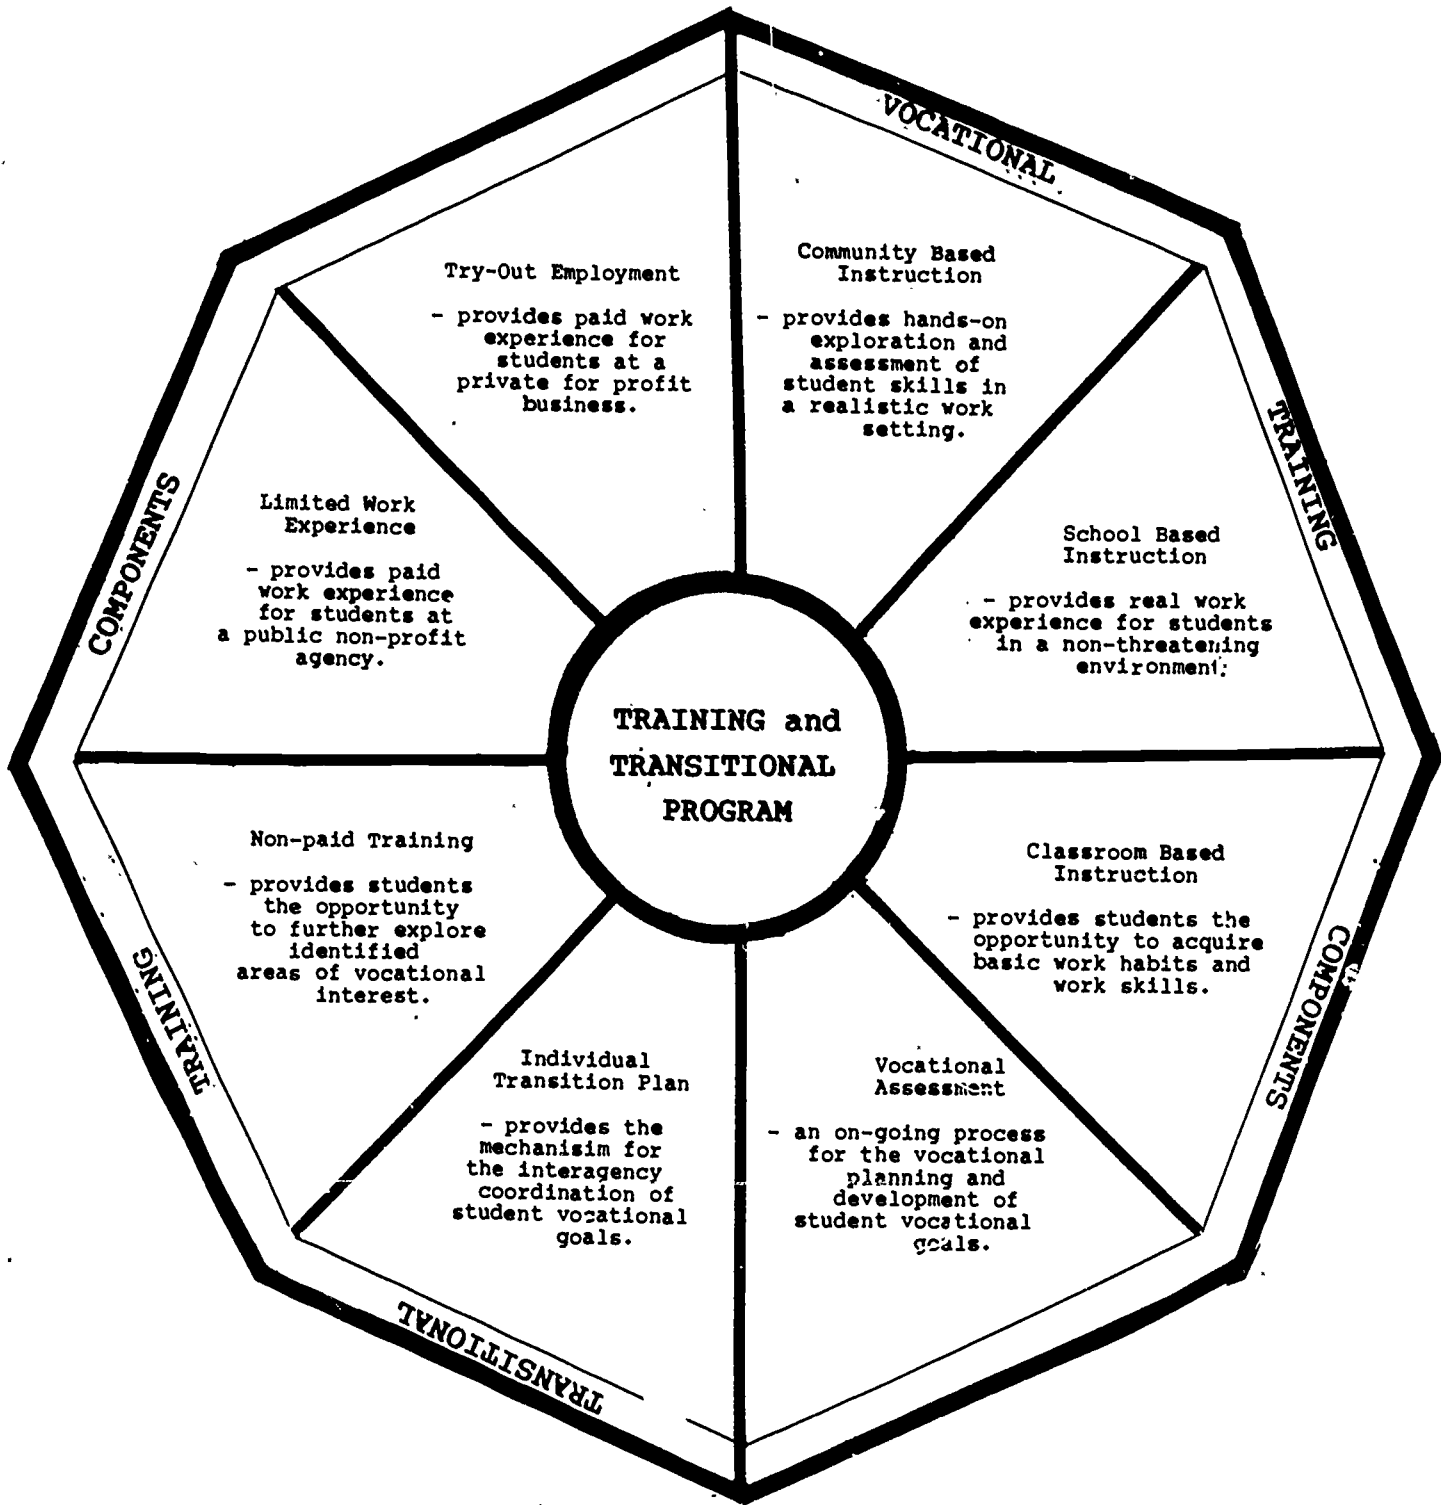 VOCATIONAL
TRAINING
COMPONENTS
Community Based
Instruction
- provides hands-on
exploration and
assessment of
student skills in
a realistic work
setting.
School Based
Instruction
- provides real work
experience for students
in a non-threatening
environment.
Classroom Based
Instruction
- provides students the
opportunity to acquire
basic work habits and
work skills.
Vocational
Assessment
- an on-going process
for the vocational
planning and
development of
student vocational
goals.
TRANSITIONAL
TRAINING
COMPONENTS
Individual
Transition Plan
- provides the
mechanisim for
the interagency
coordination of
student vocational
goals.
Non-paid Training
- provides students
the opportunity
to further explore
identified
areas of vocational
interest.
Limited Work
Experience
- provides paid
work experience
for students at
a public non-profit
agency.
Try-Out Employment
- provides paid work
experience for
students at a
private for profit
business.
TRAINING and
TRANSITIONAL
PROGRAM